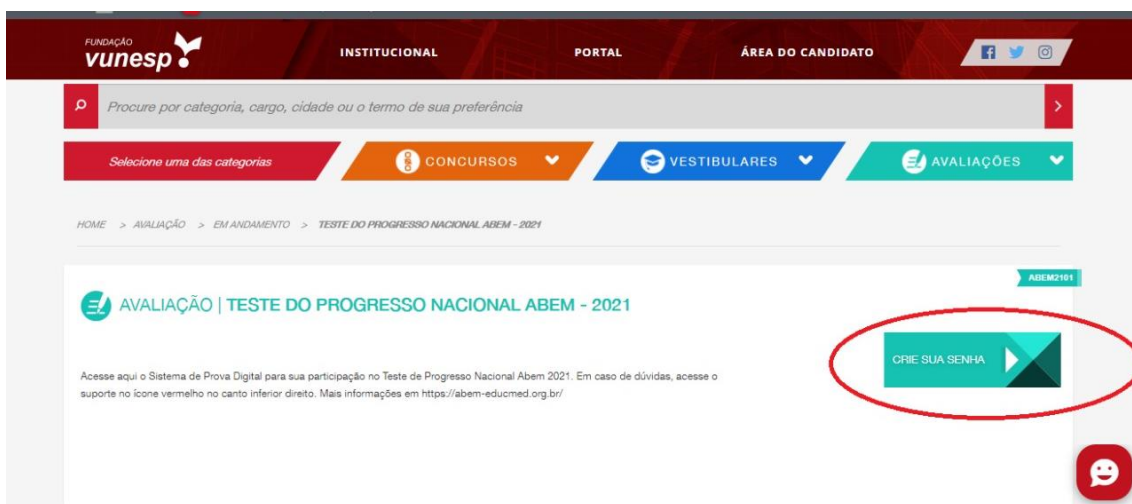 FUNDAÇÃO
vunesp
INSTITUCIONAL
PORTAL
ÁREA DO CANDIDATO
Procure por categoria, cargo, cidade ou o termo de sua preferência
Selecione uma das categorias
CONCURSOS
VESTIBULARES
AVALIAÇÕES
HOME > AVALIAÇÃO > EM ANDAMENTO > TESTE DO PROGRESSO NACIONAL ABEM - 2021
ABEM2101
AVALIAÇÃO | TESTE DO PROGRESSO NACIONAL ABEM - 2021
CRIE SUA SENHA
Acesse aqui o Sistema de Prova Digital para sua participação no Teste de Progresso Nacional Abem 2021. Em caso de dúvidas, acesse o
suporte no ícone vermelho no canto inferior direito. Mais informações em https://abem-educmed.org.br/